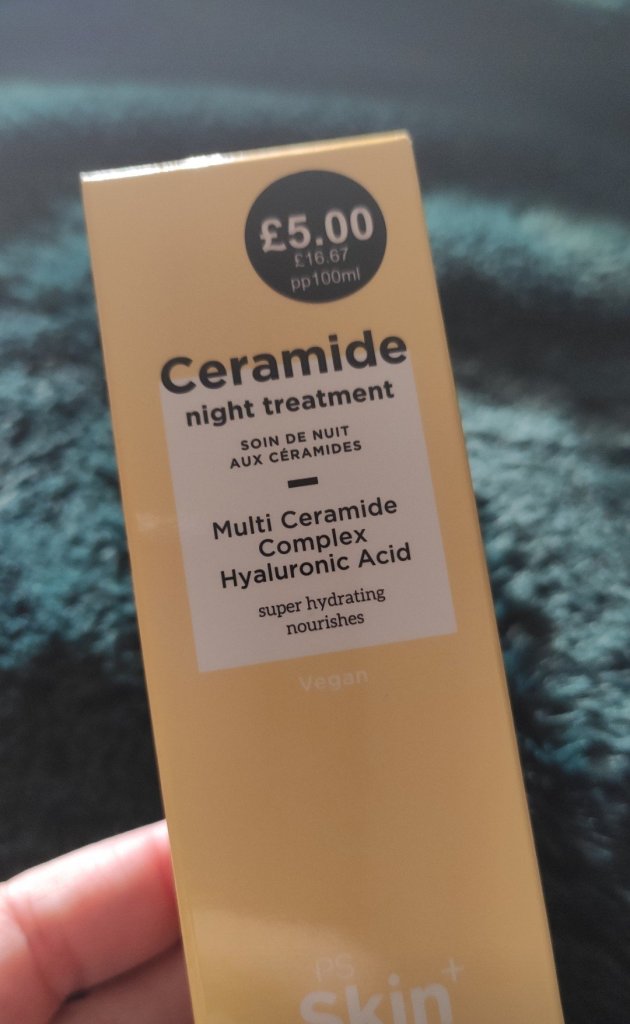 £5.00
£16.67
pp100ml
Ceramide
night treatment
SOIN DE NUIT
AUX CÉRAMIDES
Multi Ceramide
Complex
Hyaluronic Acid
super hydrating
nourishes
Vegan
PS
Skin+